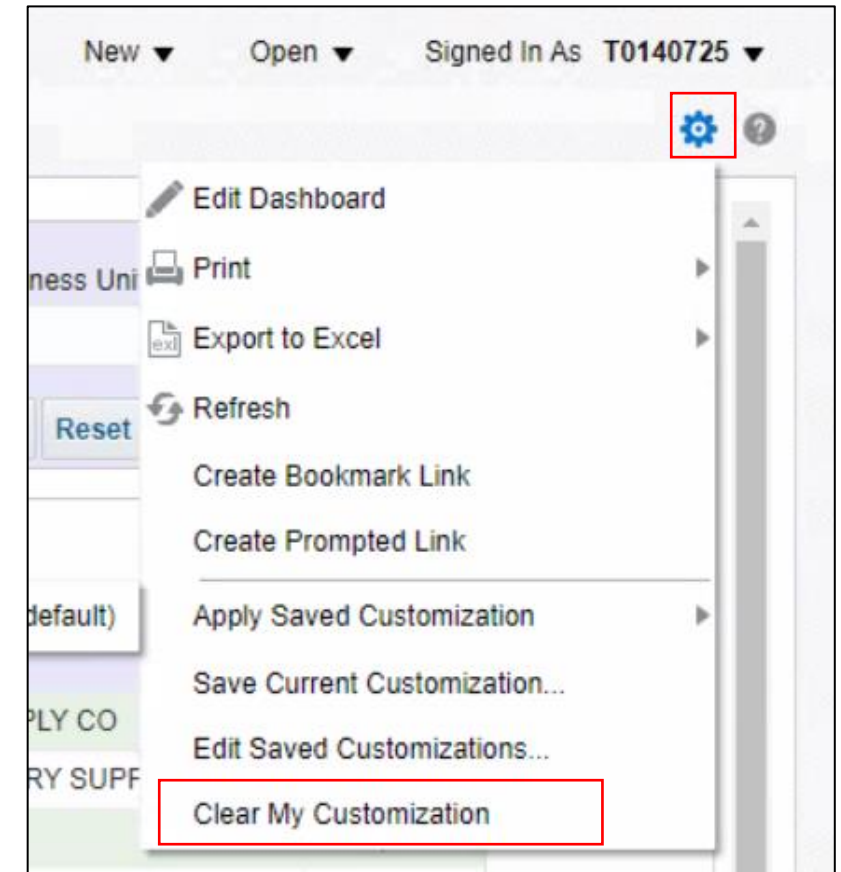 New ▼ Open ▼ Signed In As T0140725 ▼
?
Edit Dashboard
ness Uni
Print
exl Export to Excel
Reset
Refresh
Create Bookmark Link
Create Prompted Link
default)
Apply Saved Customization
Save Current Customization...
PLY CO
Edit Saved Customizations...
RY SUPF
Clear My Customization